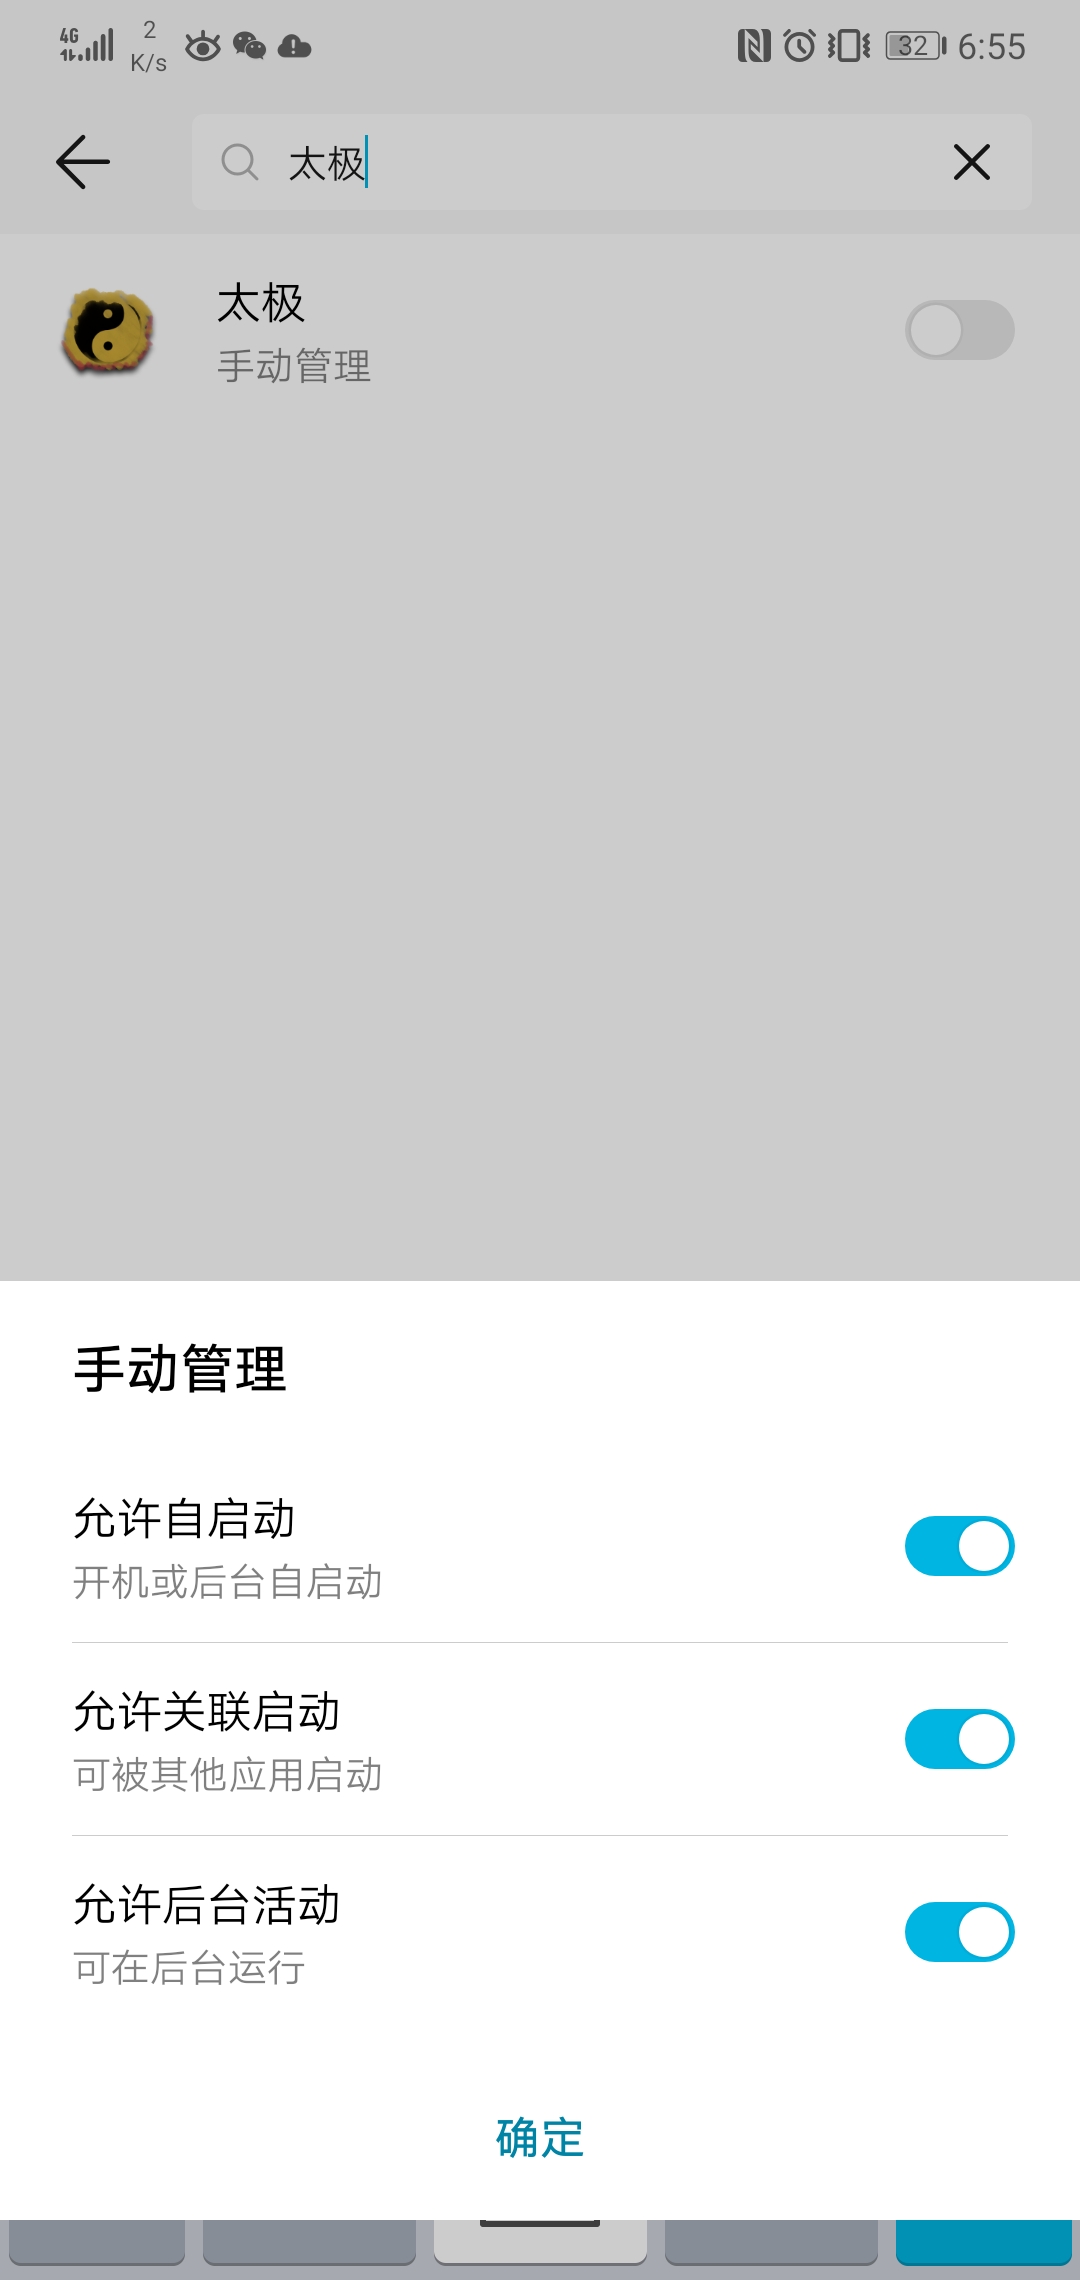 4G
2
K/s
32
6:55
太极
太极
手动管理
手动管理
允许自启动
开机或后台自启动
允许关联启动
可被其他应用启动
允许后台活动
可在后台运行
确定